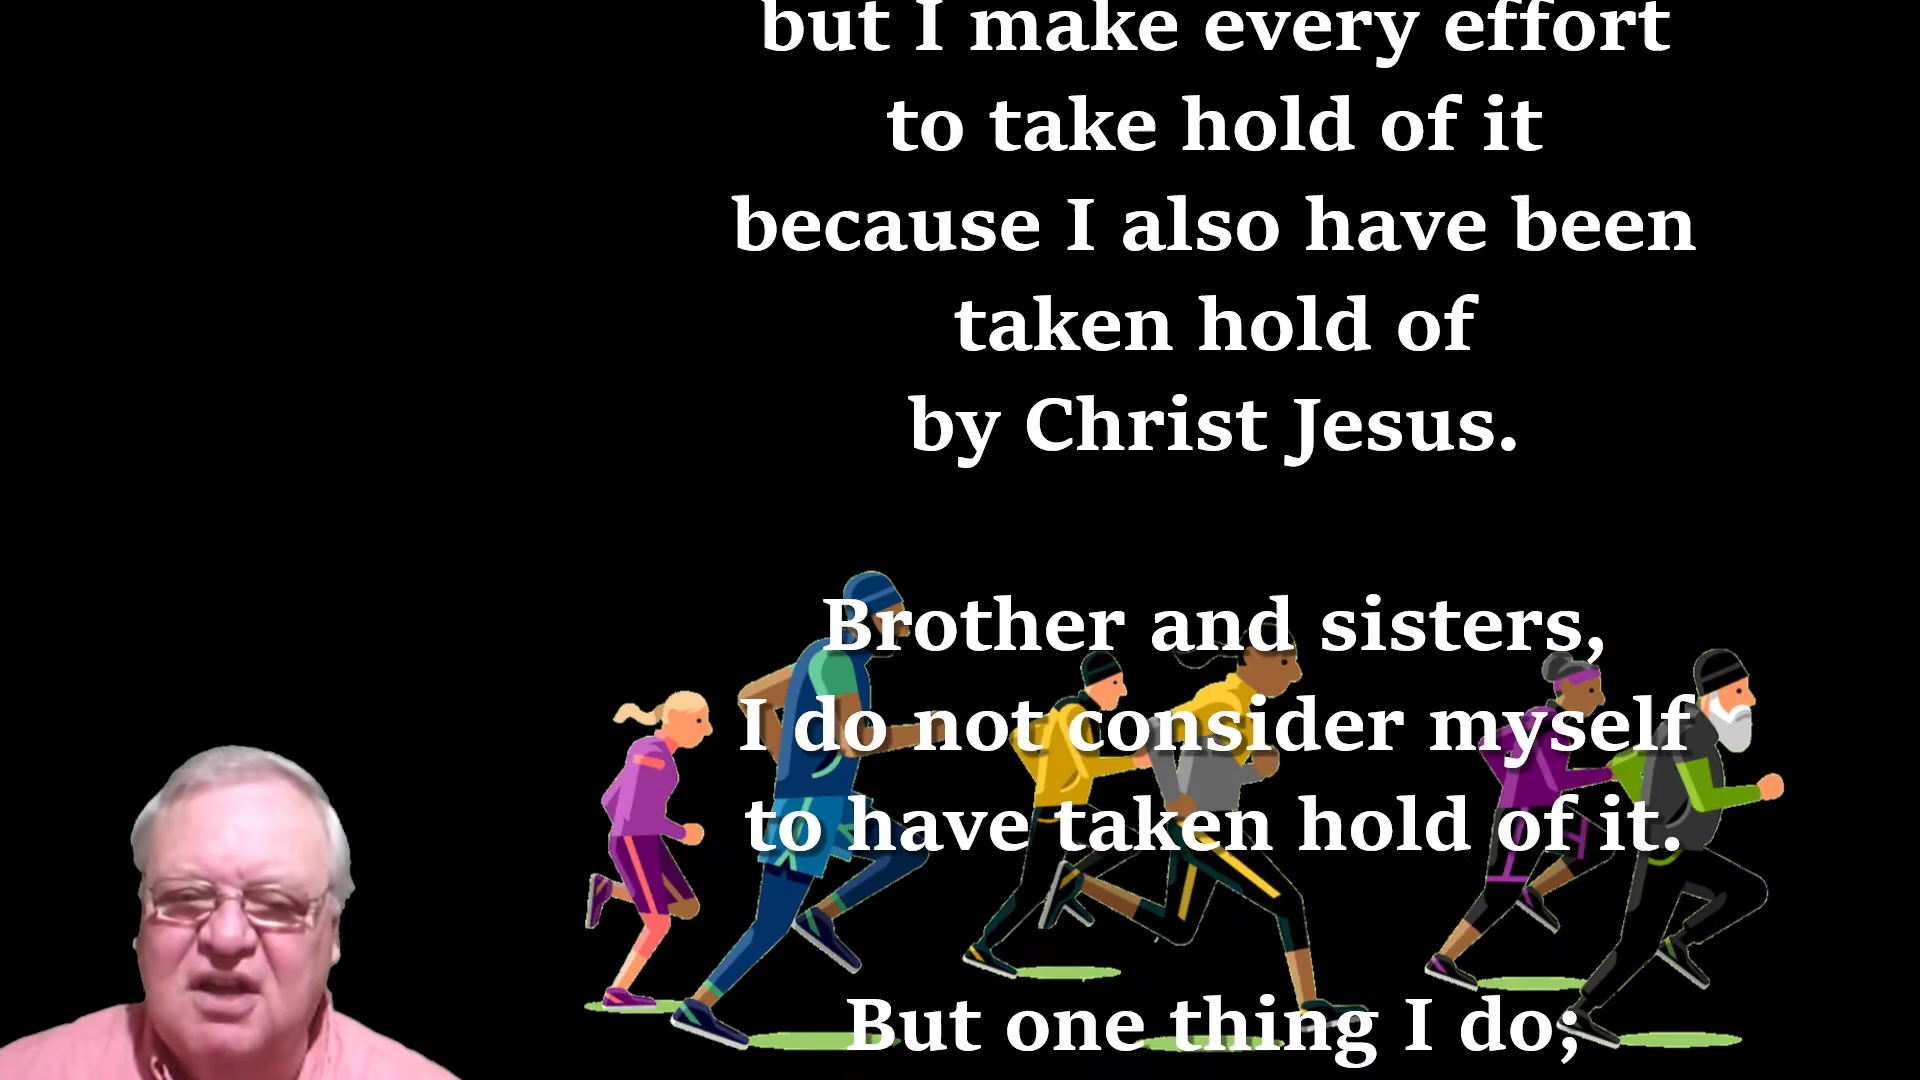 but I make every effort
to take hold of it
because I also have been
taken hold of
by Christ Jesus.
Brother and sisters,
I do not consider myself
to have taken hold of it.
But one thing I do;